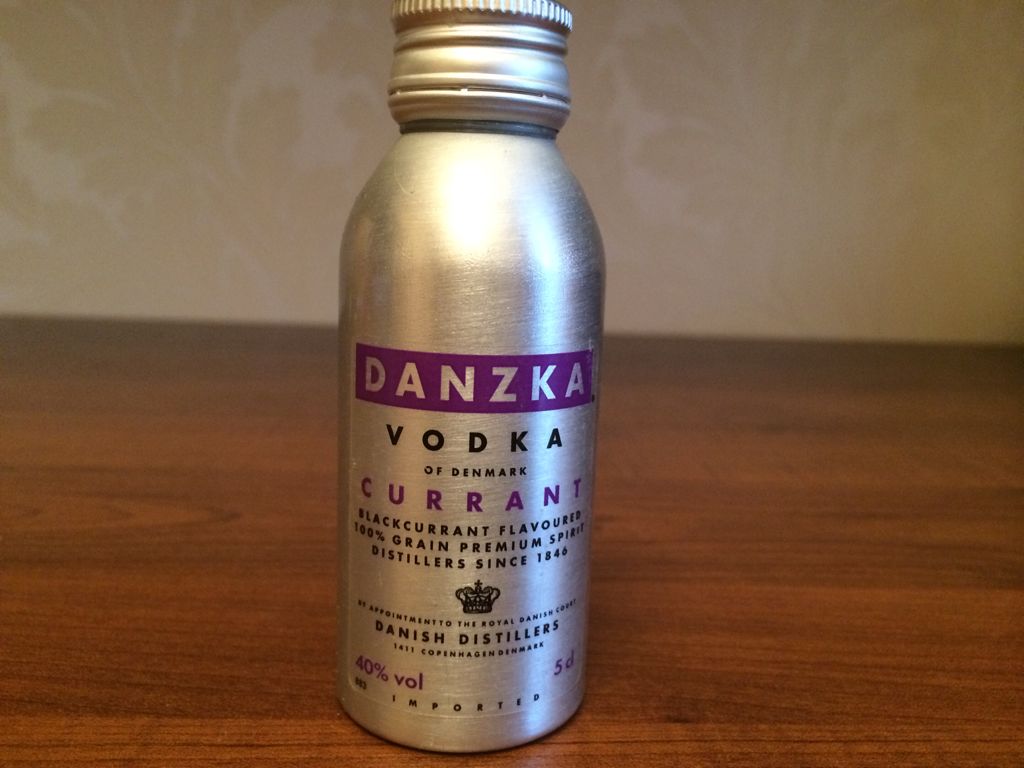 DANZKA
VODKA
OF DENMARK
CURRANT
BLACKCURRANT FLAVOURED
100% GRAIN PREMIUM SPIRIT
DISTILLERS SINCE 1846
BY APPOINTMENT TO THE ROYAL DANISH COURT
DANISH DISTILLERS
1411 COPENHAGEN DENMARK
40% vol 5 cl
IMPORTED